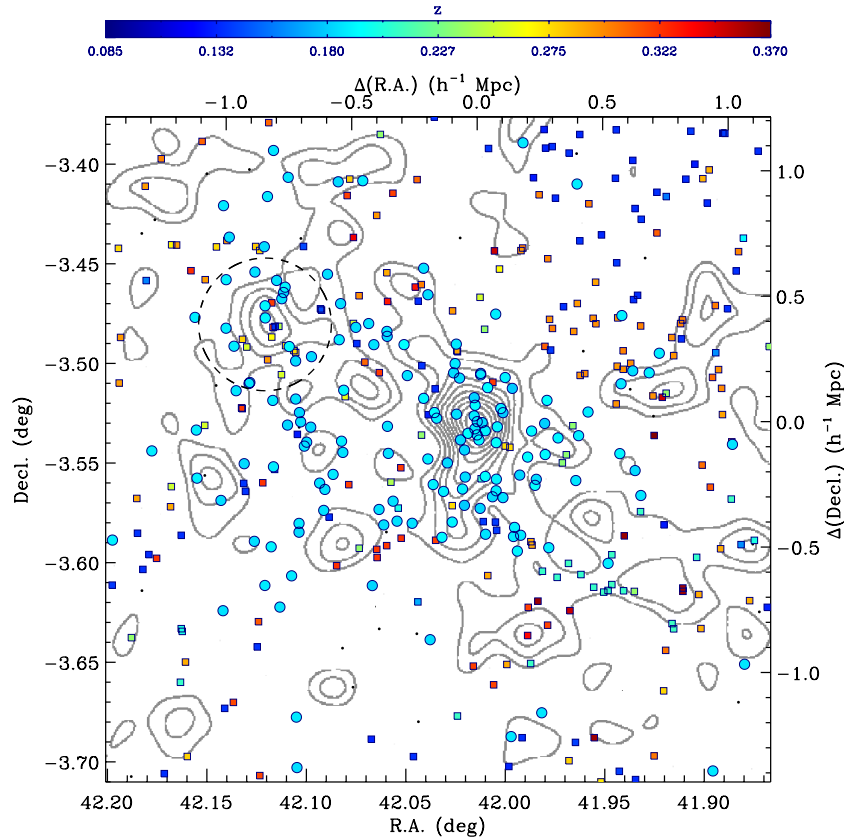 z
0.085 0.132 0.180 0.227 0.275 0.322 0.370
Δ(R.A.) (h⁻¹ Mpc)
−1.0 −0.5 0.0 0.5 1.0
−3.40
−3.45
−3.50
−3.55
−3.60
−3.65
−3.70
Decl. (deg)
1.0
0.5
0.0
−0.5
−1.0
Δ(Decl.) (h⁻¹ Mpc)
42.20 42.15 42.10 42.05 42.00 41.95 41.90
R.A. (deg)